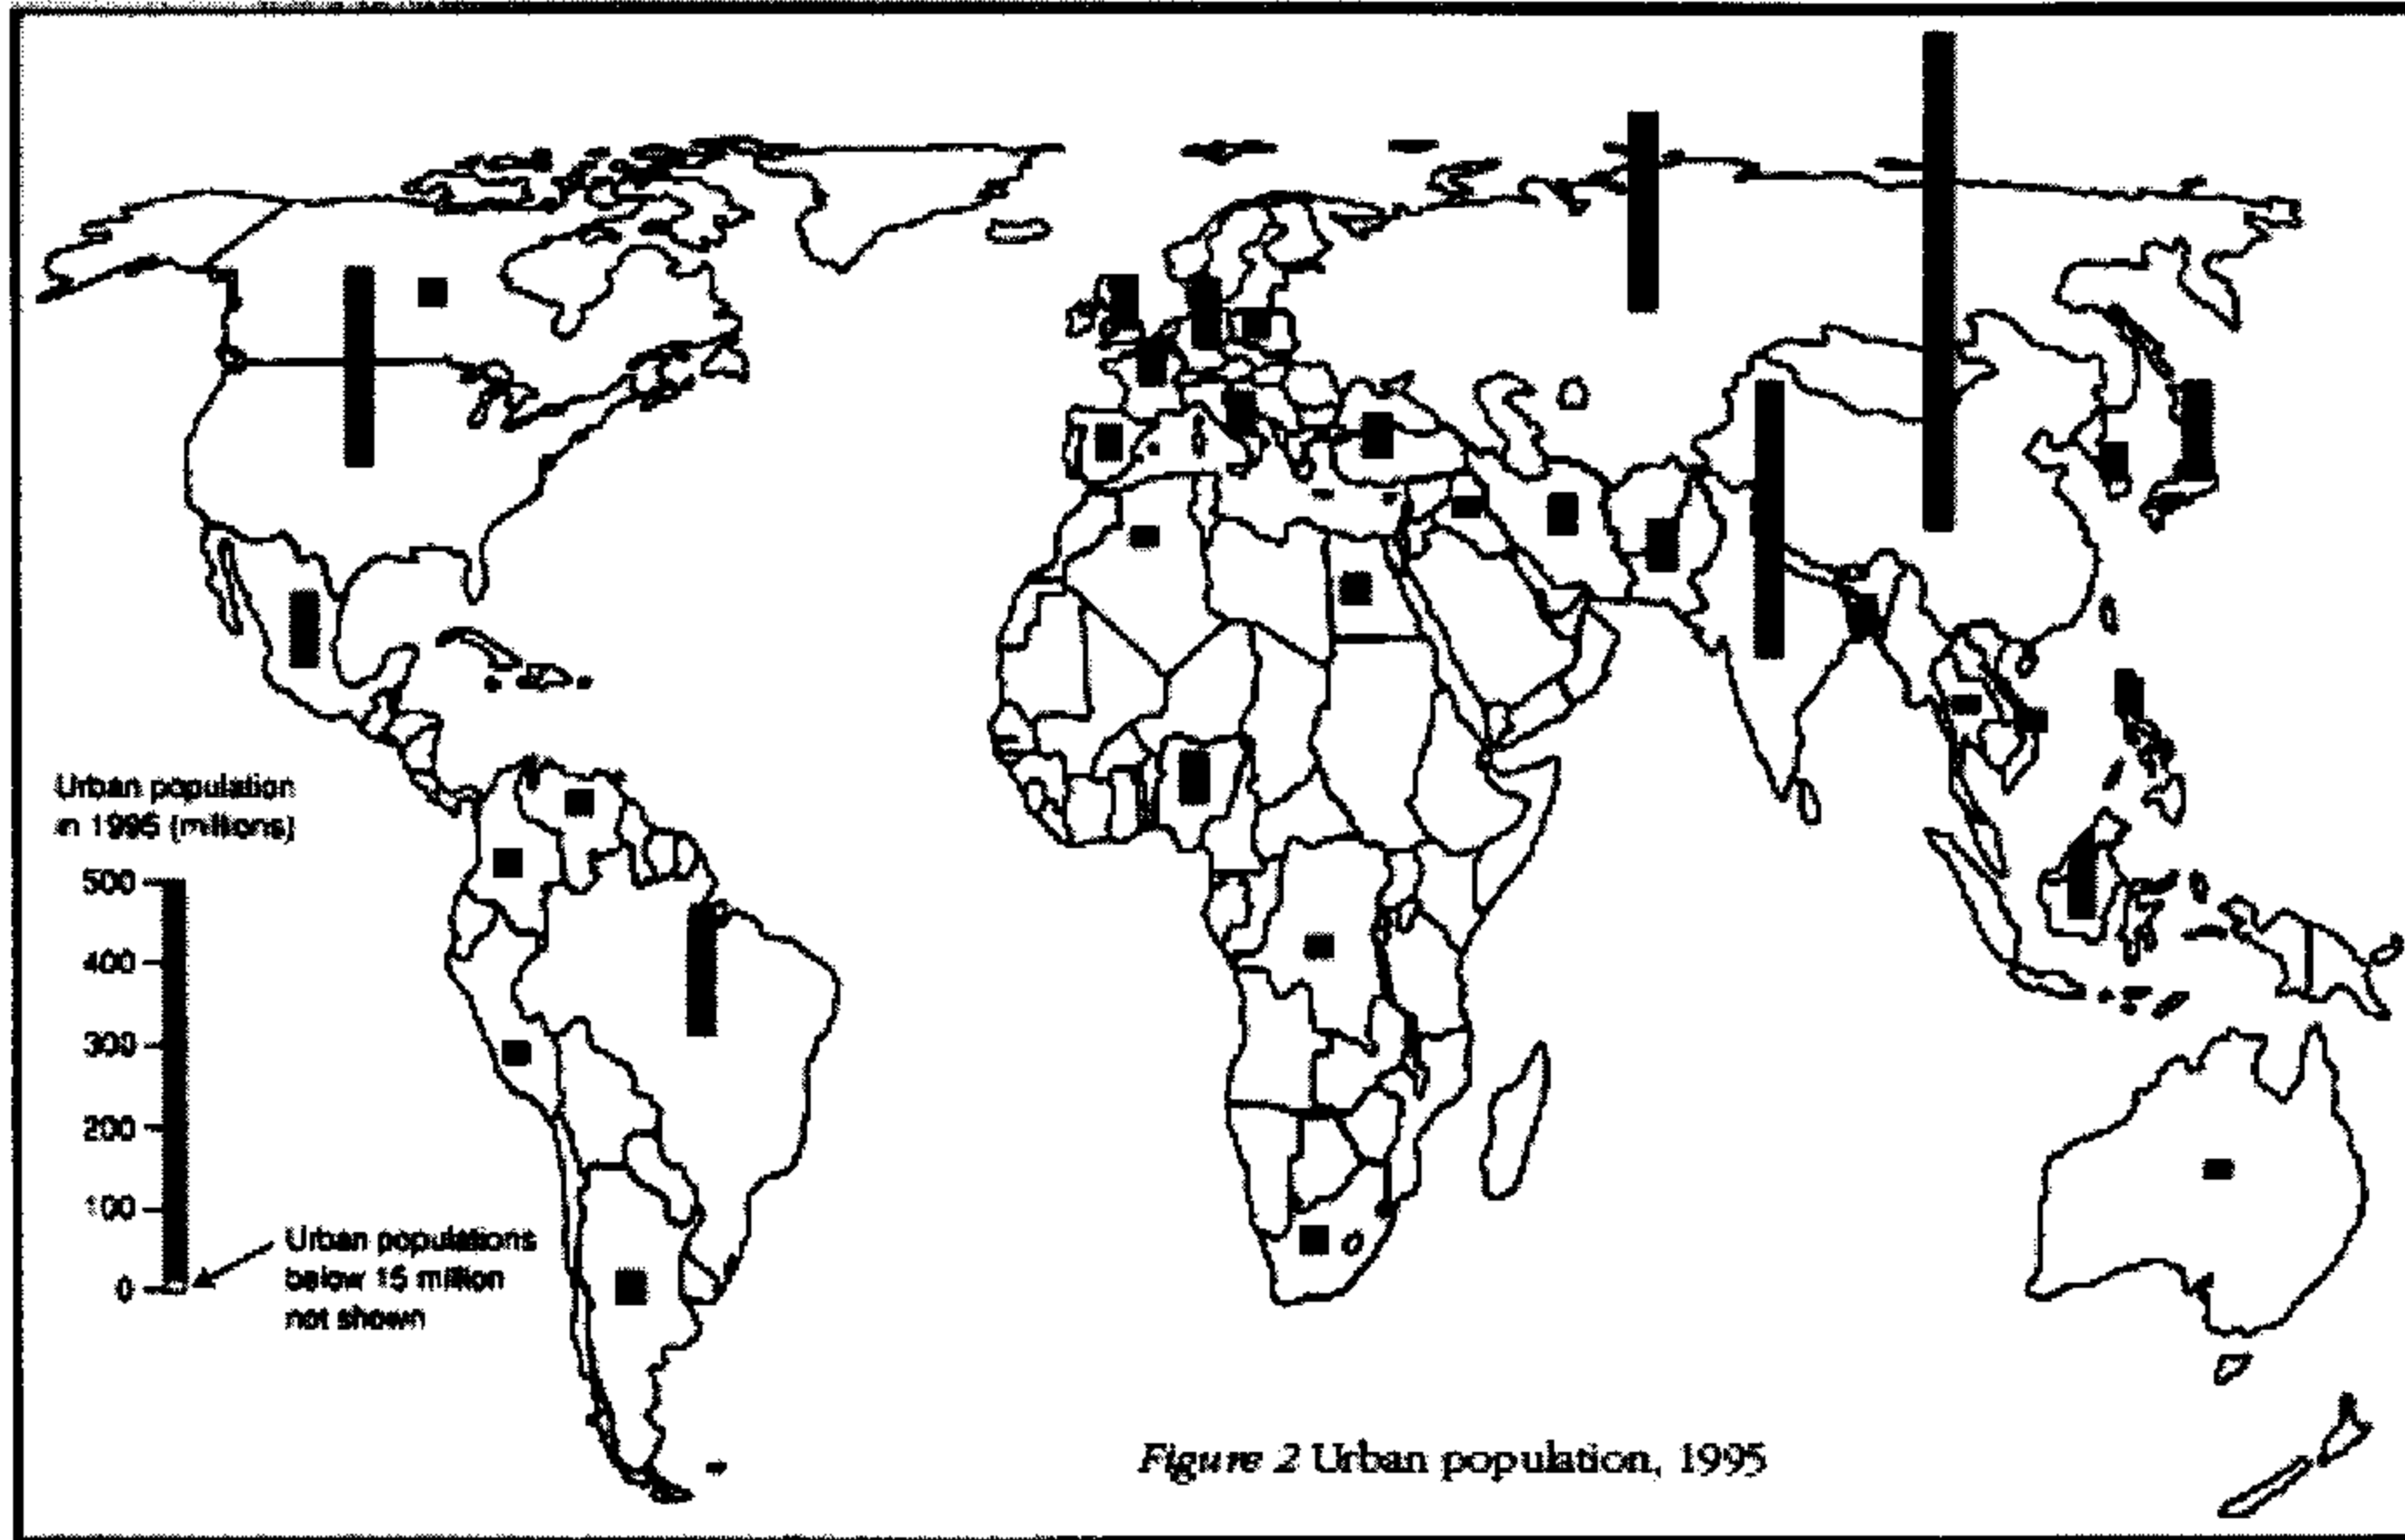 Urban population
in 1995 (millions)
500
400
300
200
100
0
Urban populations
below 15 million
not shown
Figure 2 Urban population, 1995